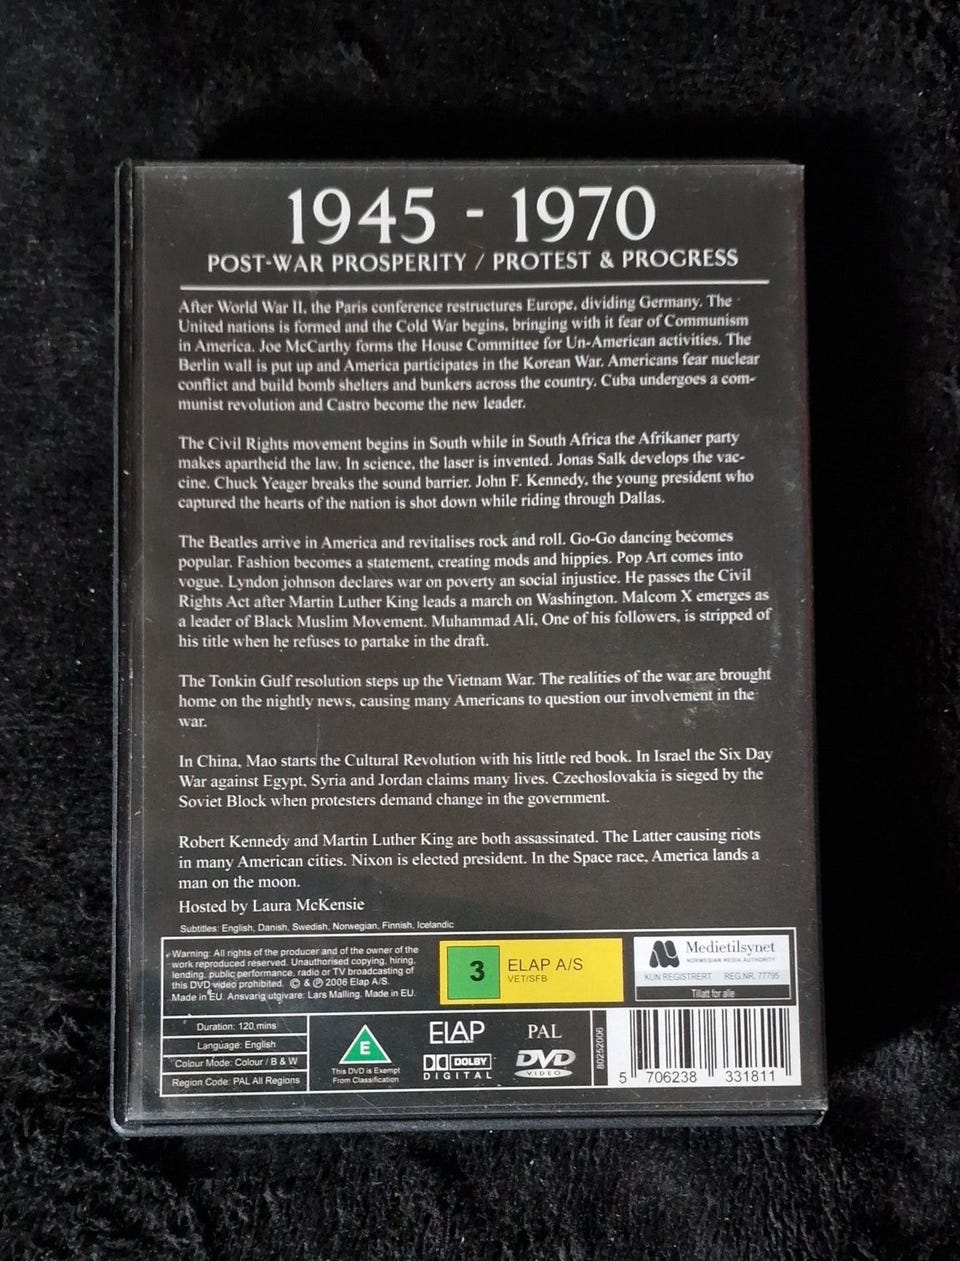 1945 - 1970
POST-WAR PROSPERITY / PROTEST & PROGRESS
After World War II, the Paris conference restructures Europe, dividing Germany. The
United nations is formed and the Cold War begins, bringing with it fear of Communism
in America. Joe McCarthy forms the House Committee for Un-American activities. The
Berlin wall is put up and America participates in the Korean War. Americans fear nuclear
conflict and build bomb shelters and bunkers across the country. Cuba undergoes a com-
munist revolution and Castro become the new leader.
The Civil Rights movement begins in South while in South Africa the Afrikaner party
makes apartheid the law. In science, the laser is invented. Jonas Salk develops the vac-
cine. Chuck Yeager breaks the sound barrier. John F. Kennedy, the young president who
captured the hearts of the nation is shot down while riding through Dallas.
The Beatles arrive in America and revitalises rock and roll. Go-Go dancing becomes
popular. Fashion becomes a statement, creating mods and hippies. Pop Art comes into
vogue. Lyndon johnson declares war on poverty an social injustice. He passes the Civil
Rights Act after Martin Luther King leads a march on Washington. Malcom X emerges as
a leader of Black Muslim Movement. Muhammad Ali, One of his followers, is stripped of
his title when he refuses to partake in the draft.
The Tonkin Gulf resolution steps up the Vietnam War. The realities of the war are brought
home on the nightly news, causing many Americans to question our involvement in the
war.
In China, Mao starts the Cultural Revolution with his little red book. In Israel the Six Day
War against Egypt, Syria and Jordan claims many lives. Czechoslovakia is sieged by the
Soviet Block when protesters demand change in the government.
Robert Kennedy and Martin Luther King are both assassinated. The Latter causing riots
in many American cities. Nixon is elected president. In the Space race, America lands a
man on the moon.
Hosted by Laura McKensie
Subtitles: English, Danish, Swedish, Norwegian, Finnish, Icelandic
Warning: All rights of the producer and of the owner of the
work reproduced reserved. Unauthorised copying, hiring,
lending, public performance, radio or TV broadcasting of
this DVD video prohibited. © & ℗ 2006 Elap A/S.
Made in EU. Ansvarig utgivare: Lars Malling. Made in EU.
3
ELAP A/S
VET/SFB
Medietilsynet
NORWEGIAN MEDIA AUTHORITY
KUN REGISTRERT REG.NR. 77795
Tillatt for alle
Duration: 120 mins
Language: English
Colour Mode: Colour / B & W
Region Code: PAL All Regions
E
This DVD is Exempt
From Classification
ElAP
DOLBY
DIGITAL
PAL
DVD
VIDEO
80252006
5 706238 331811